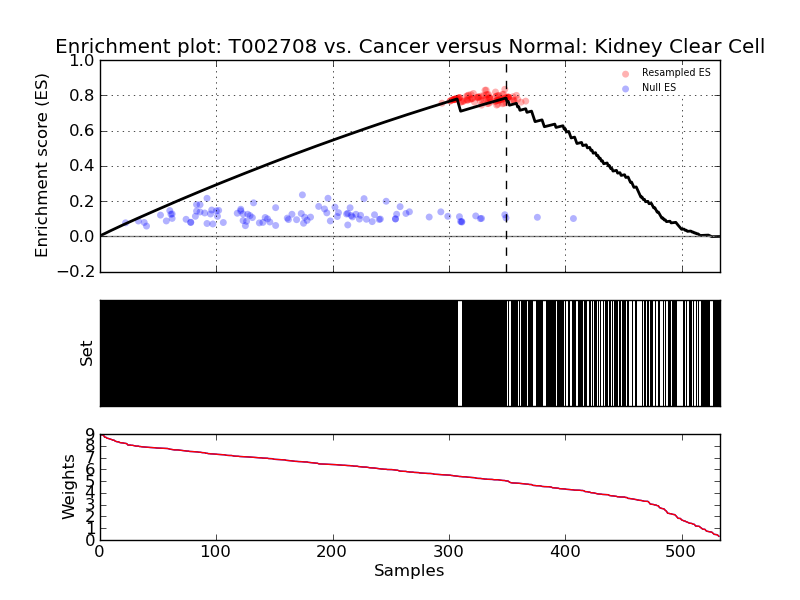 Enrichment plot: T002708 vs. Cancer versus Normal: Kidney Clear Cell
1.0
0.8
0.6
0.4
0.2
0.0
−0.2
Enrichment score (ES)
Resampled ES
Null ES
Set
9
8
7
6
5
4
3
2
1
0
Weights
0 100 200 300 400 500
Samples